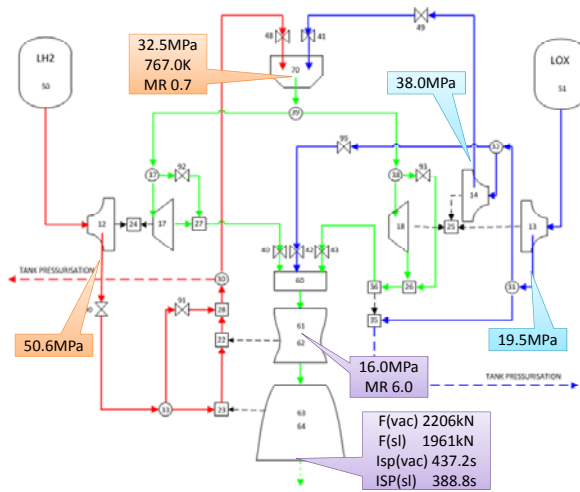 32.5MPa
767.0K
MR 0.7
48
41
49
LH2
50
70
LOX
51
38.0MPa
79
95
32
37
92
38
93
14
12
24
17
27
18
25
13
40
42
43
TANK PRESSURISATION
30
60
36
26
31
91
28
35
50.6MPa
22
61
62
16.0MPa
MR 6.0
19.5MPa
TANK PRESSURISATION
33
23
63
64
F(vac) 2206kN
F(sl) 1961kN
Isp(vac) 437.2s
ISP(sl) 388.8s